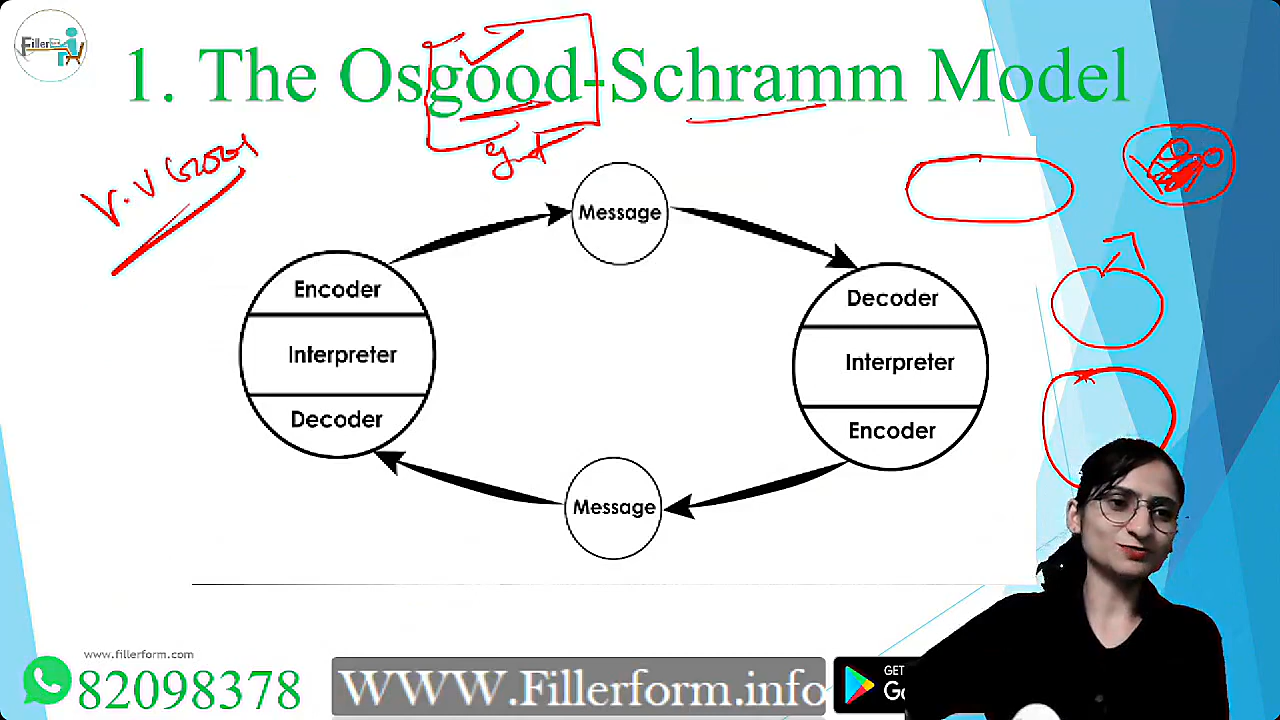 Filler
1. The Osgood-Schramm Model
Message
Encoder
Interpreter
Decoder
Decoder
Interpreter
Encoder
Message
www.fillerform.com
82098378
WWW.Fillerform.info
GET
Go